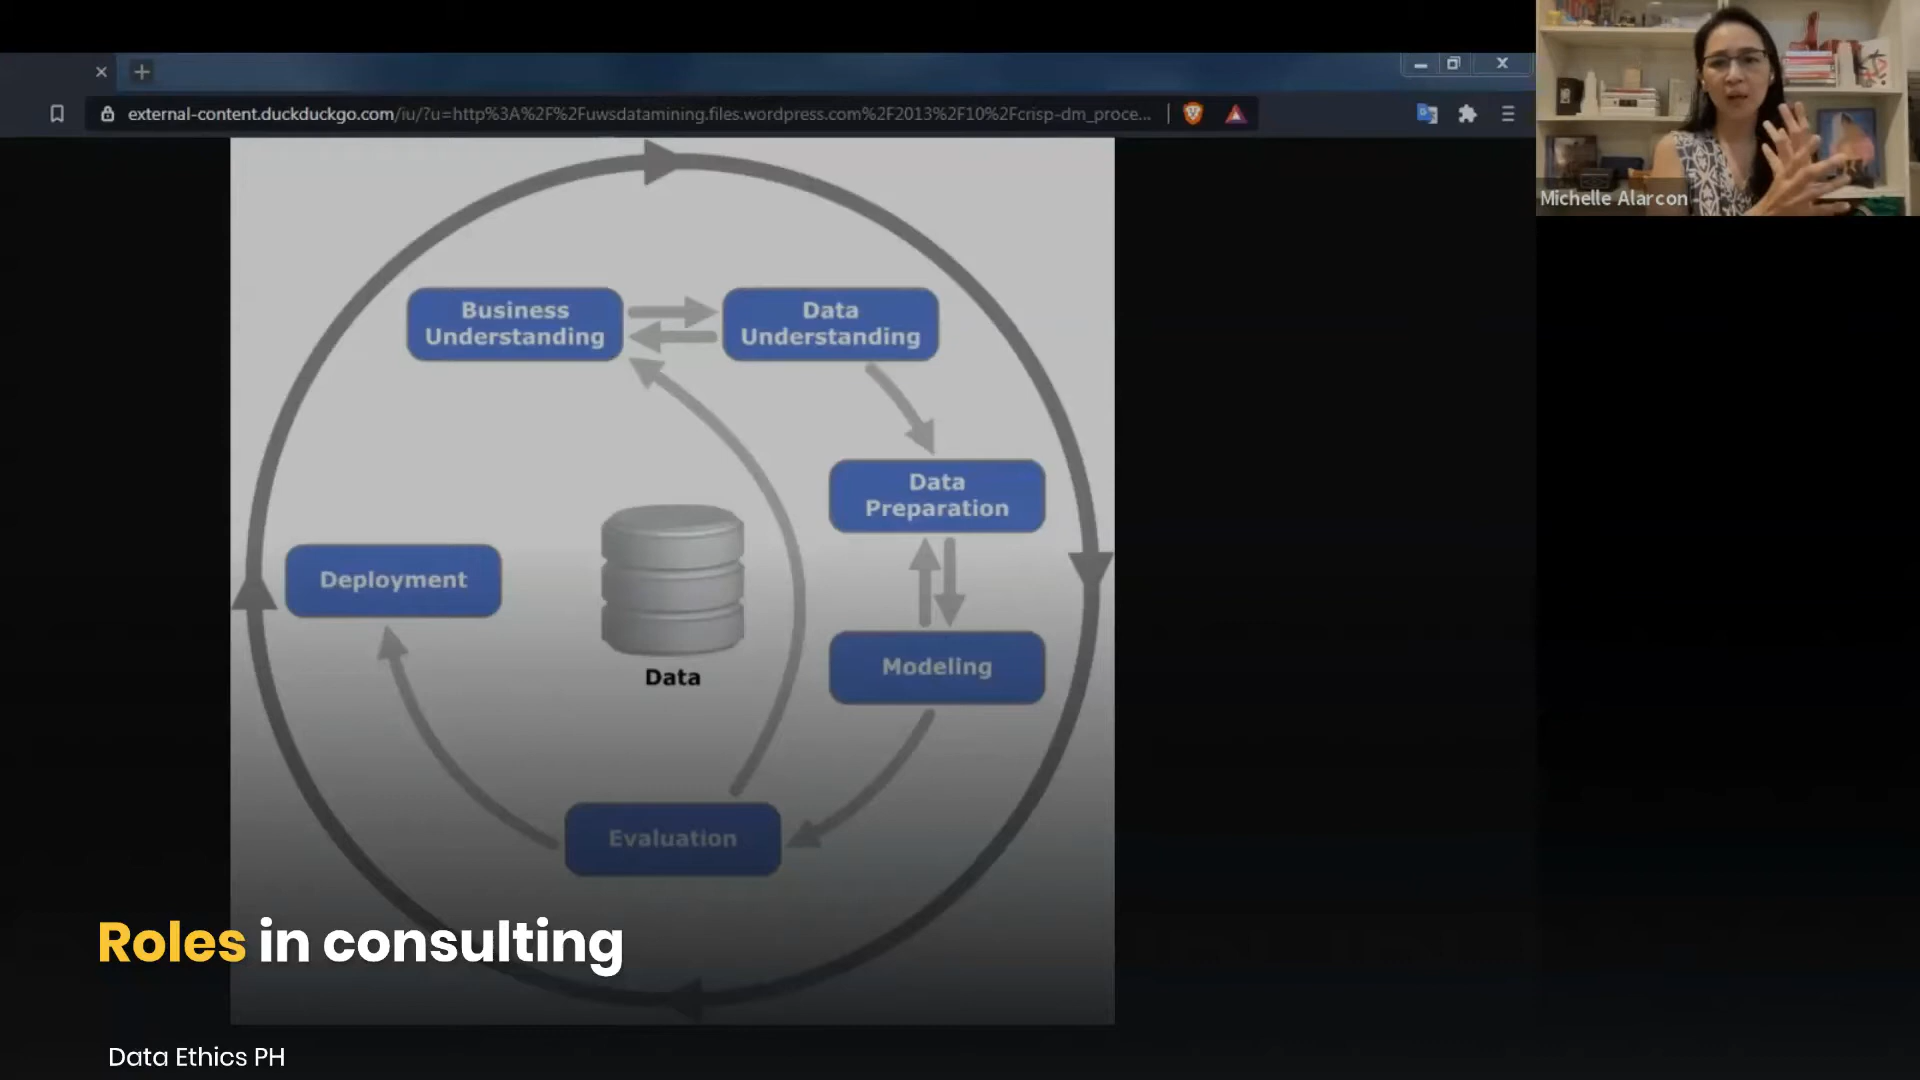 external-content.duckduckgo.com/iu/?u=http%3A%2F%2Fuwsdatamining.files.wordpress.com%2F2013%2F10%2Fcrisp-dm_proce...
Michelle Alarcon
Business
Understanding
Data
Understanding
Data
Preparation
Deployment
Data
Modeling
Evaluation
Roles in consulting
Data Ethics PH